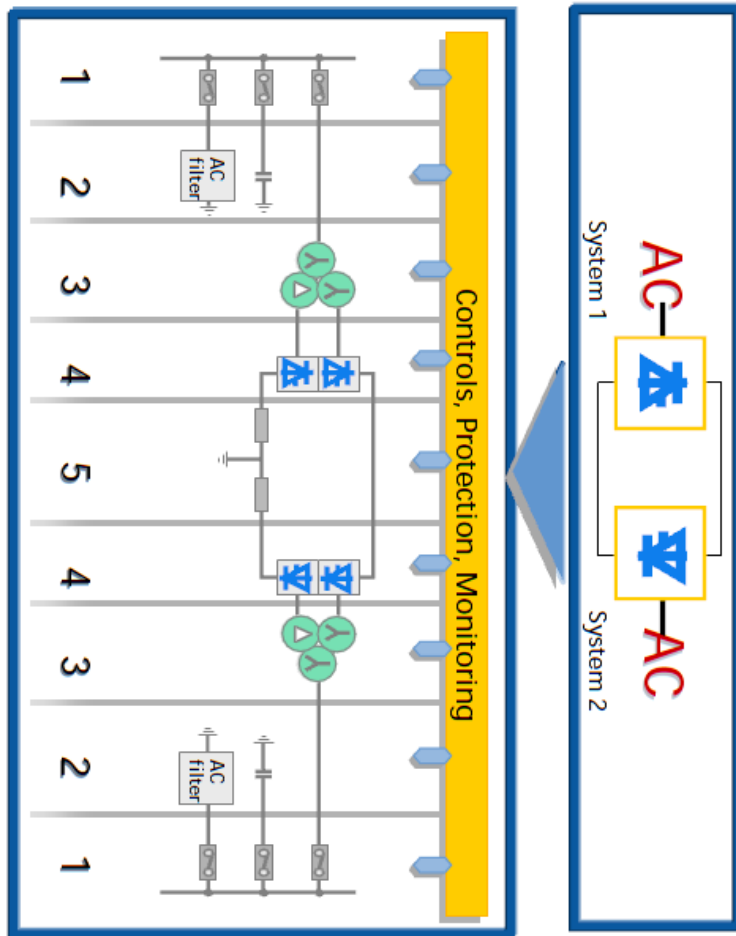 AC AC
System 1 System 2
Controls, Protection, Monitoring
AC
filter
AC
filter
1 2 3 4 5 4 3 2 1